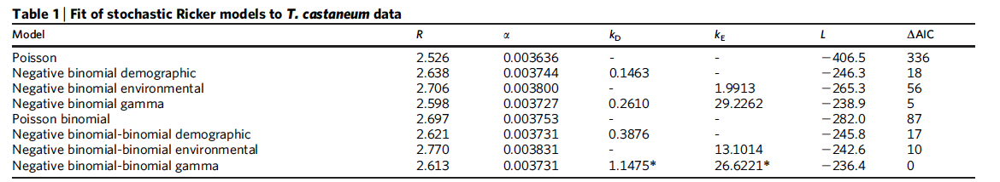 Table 1 | Fit of stochastic Ricker models to T. castaneum data
Model R α kD kE L ΔAIC
Poisson 2.526 0.003636 - - −406.5 336
Negative binomial demographic 2.638 0.003744 0.1463 - −246.3 18
Negative binomial environmental 2.706 0.003800 - 1.9913 −265.3 56
Negative binomial gamma 2.598 0.003727 0.2610 29.2262 −238.9 5
Poisson binomial 2.697 0.003753 - - −282.0 87
Negative binomial-binomial demographic 2.621 0.003731 0.3876 - −245.8 17
Negative binomial-binomial environmental 2.770 0.003831 - 13.1014 −242.6 10
Negative binomial-binomial gamma 2.613 0.003731 1.1475* 26.6221* −236.4 0